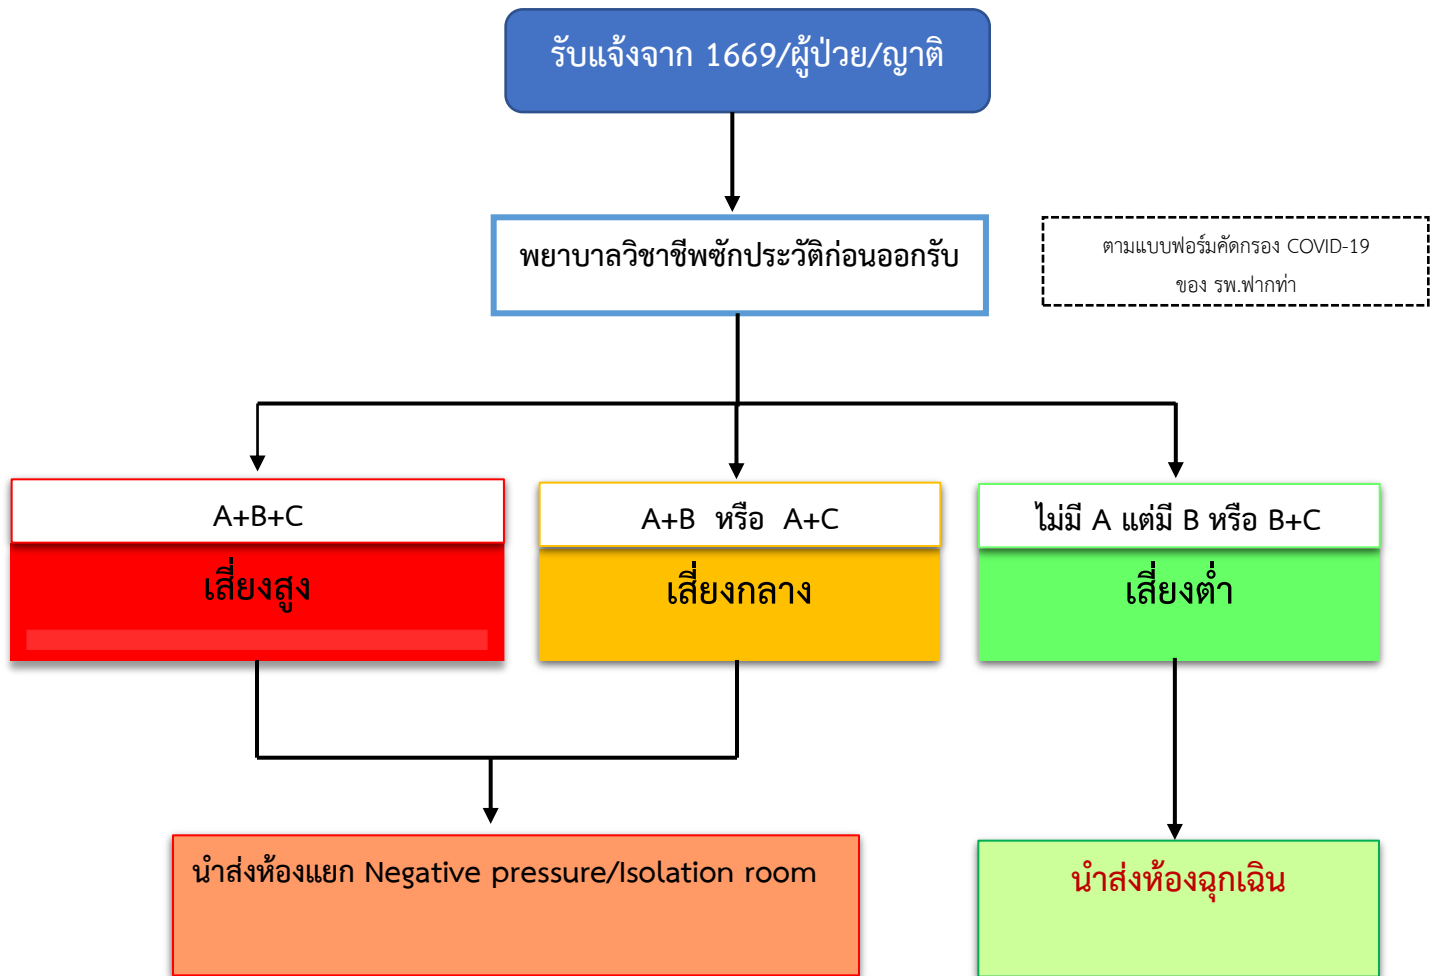 รับแจ้งจาก 1669/ผู้ป่วย/ญาติ
พยาบาลวิชาชีพซักประวัติก่อนออกรับ
ตามแบบฟอร์มคัดกรอง COVID-19
ของ รพ.ฟากท่า
A+B+C
เสี่ยงสูง
A+B หรือ A+C
เสี่ยงกลาง
ไม่มี A แต่มี B หรือ B+C
เสี่ยงต่ำ
นำส่งห้องแยก Negative pressure/Isolation room
นำส่งห้องฉุกเฉิน